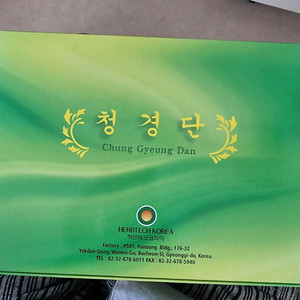 청경단
Chung Gyeung Dan
HERBTECH KOREA
허브테크코리아
Factory : #501, Hansung Bldg., 176-32
Yakdae-Dong, Wonmi-Gu, Bucheon-Si, Gyeonggi-do, Korea.
TEL : 82-32-678-6011 FAX : 82-32-678-5940